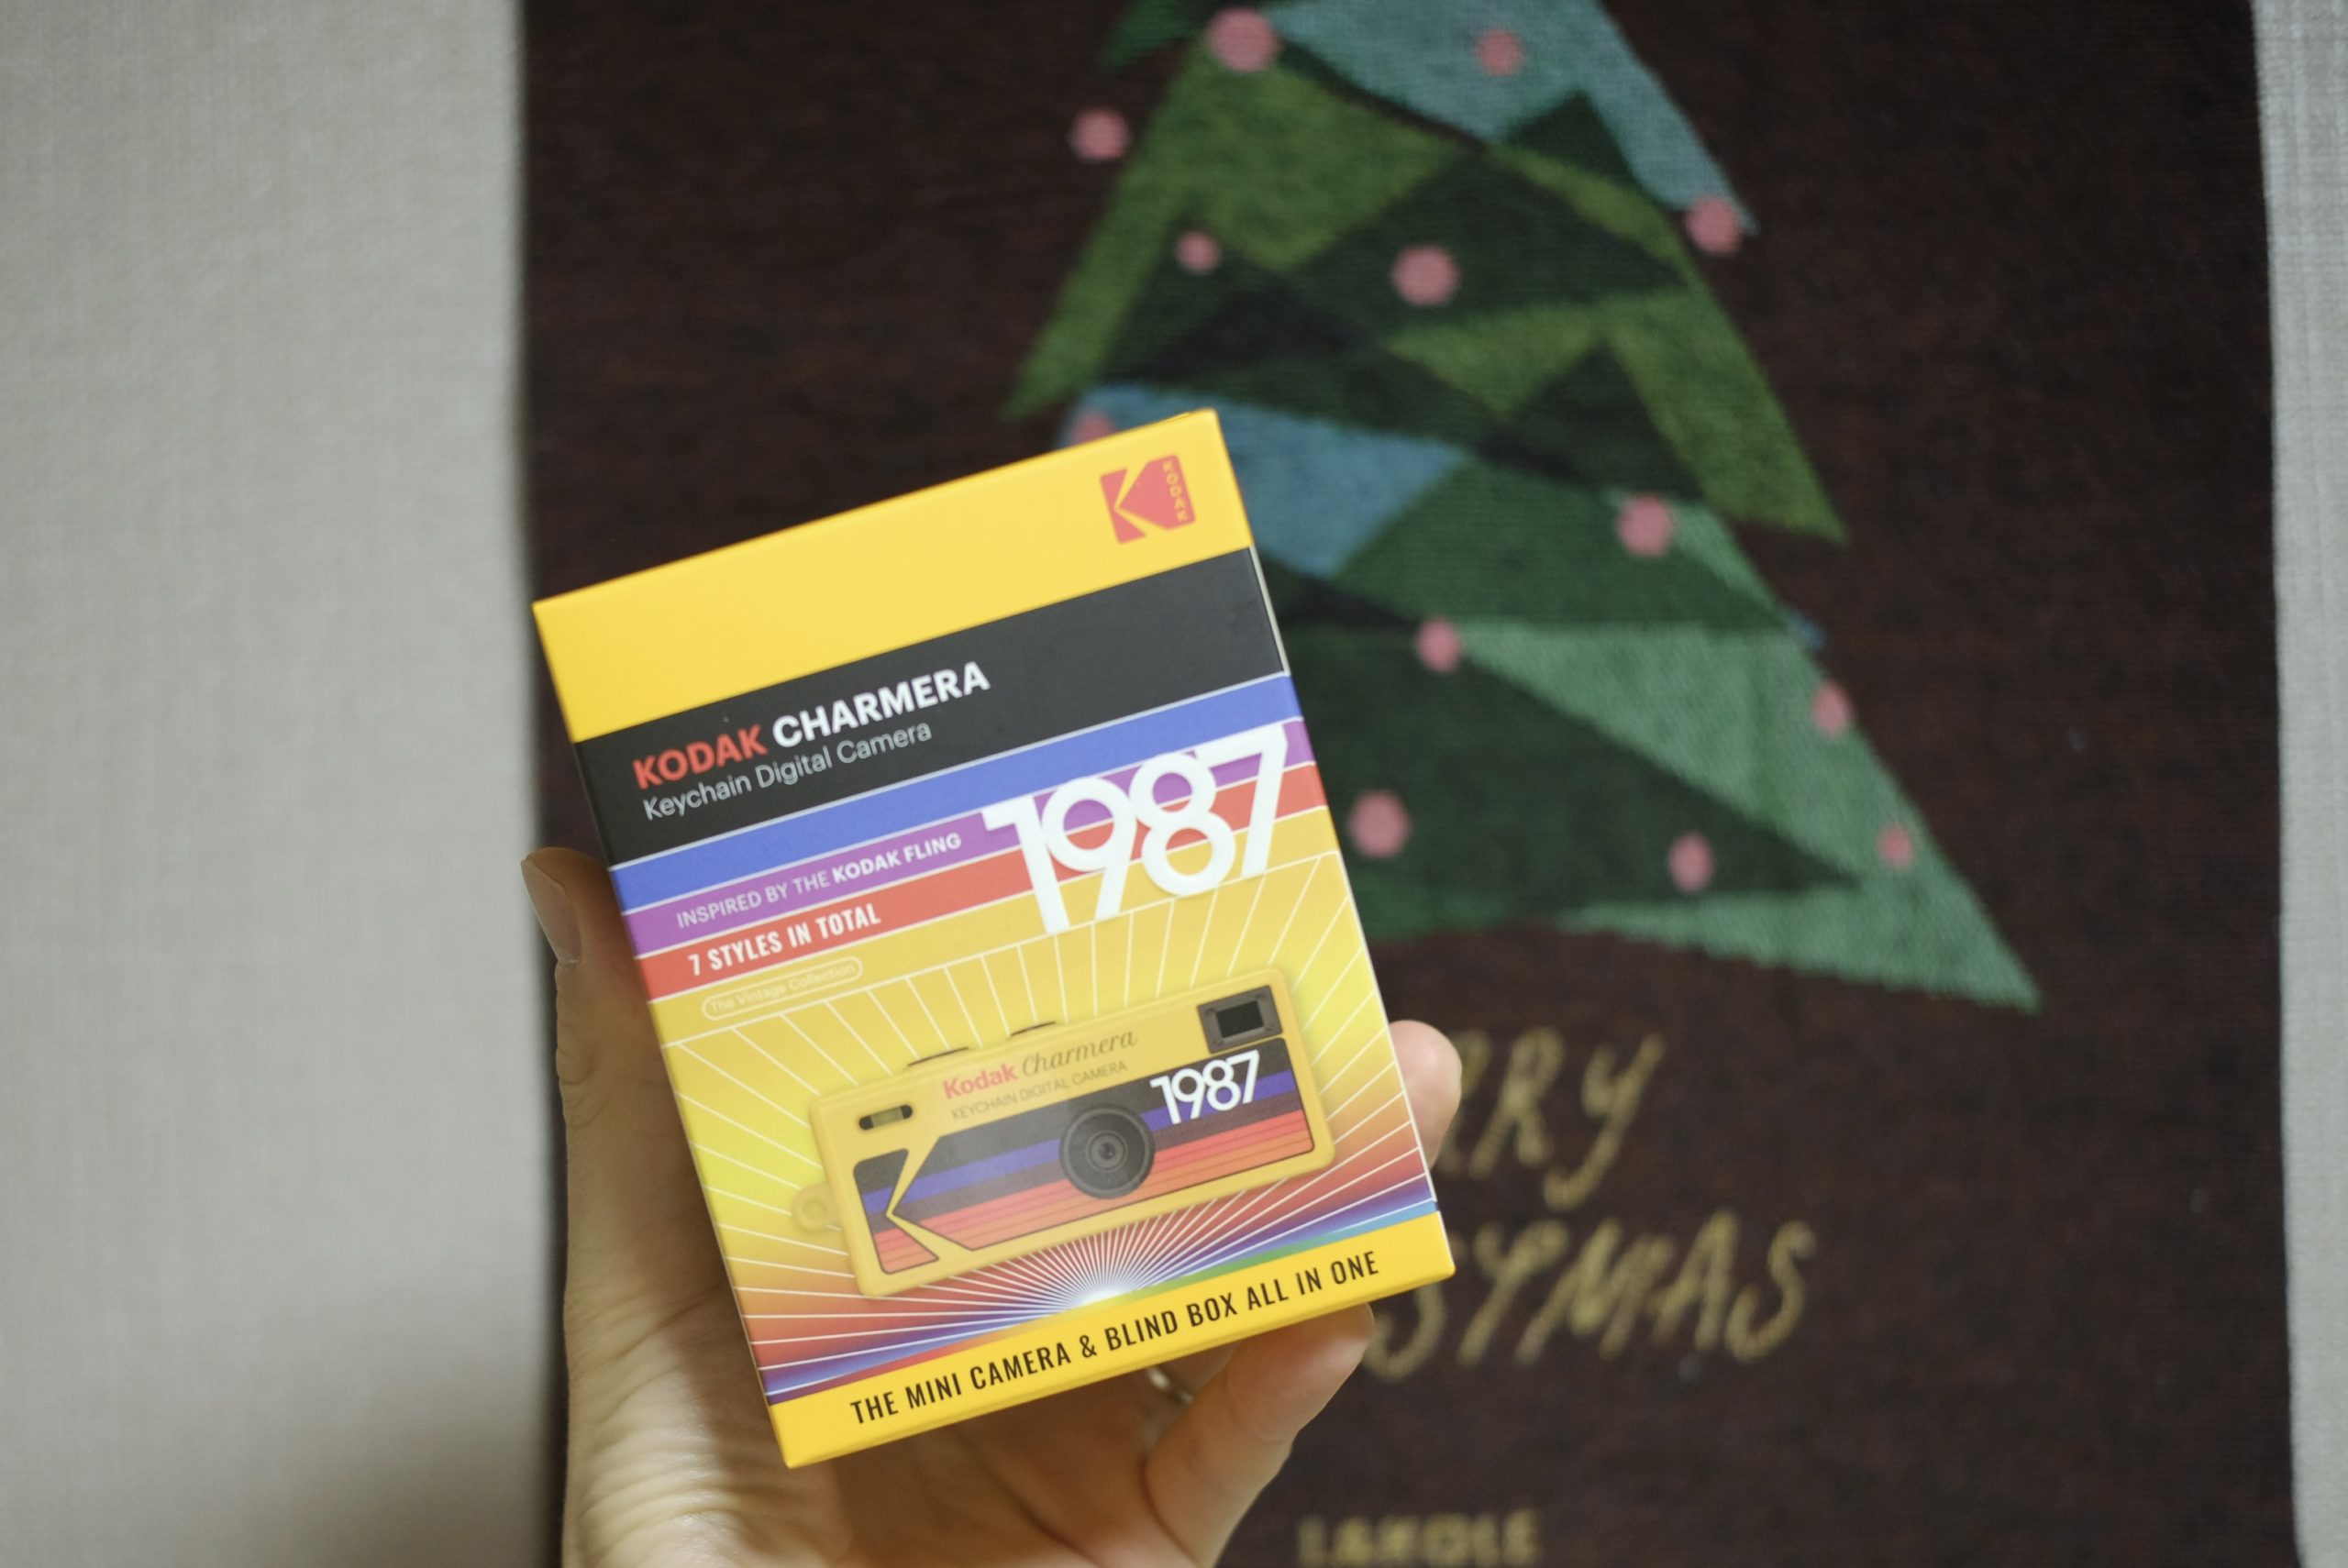 KODAK
KODAK CHARMERA
Keychain Digital Camera
1987
INSPIRED BY THE KODAK FLING
7 STYLES IN TOTAL
The Vintage Collection
Kodak Charmera
KEYCHAIN DIGITAL CAMERA
1987
THE MINI CAMERA & BLIND BOX ALL IN ONE